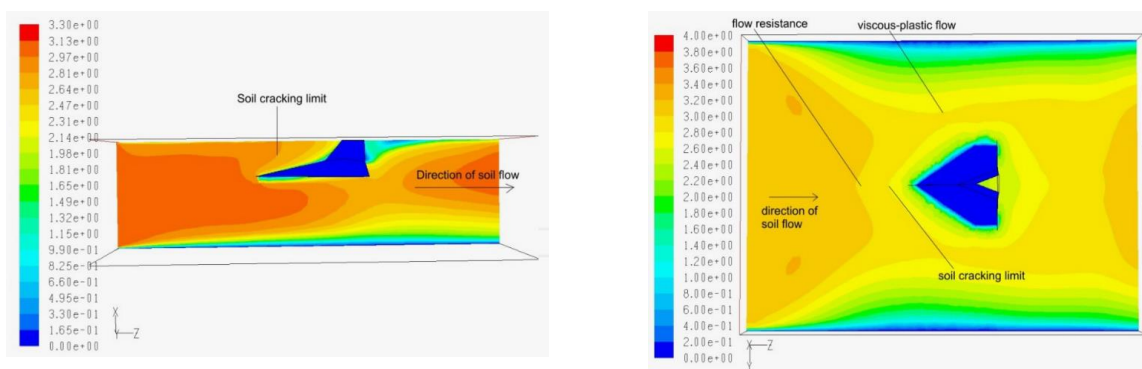 3.30e+00
3.13e+00
2.97e+00
2.81e+00
2.64e+00
2.47e+00
2.31e+00
2.14e+00
1.98e+00
1.81e+00
1.65e+00
1.49e+00
1.32e+00
1.15e+00
9.90e-01
8.25e-01
6.60e-01
4.95e-01
3.30e-01
1.65e-01
0.00e+00
Soil cracking limit
Direction of soil flow
X
Z
flow resistance
viscous-plastic flow
4.00e+00
3.80e+00
3.60e+00
3.40e+00
3.20e+00
3.00e+00
2.80e+00
2.60e+00
2.40e+00
2.20e+00
2.00e+00
1.80e+00
1.60e+00
1.40e+00
1.20e+00
1.00e+00
8.00e-01
6.00e-01
4.00e-01
2.00e-01
0.00e+00
direction of
soil flow
soil cracking limit
X
Z
Y